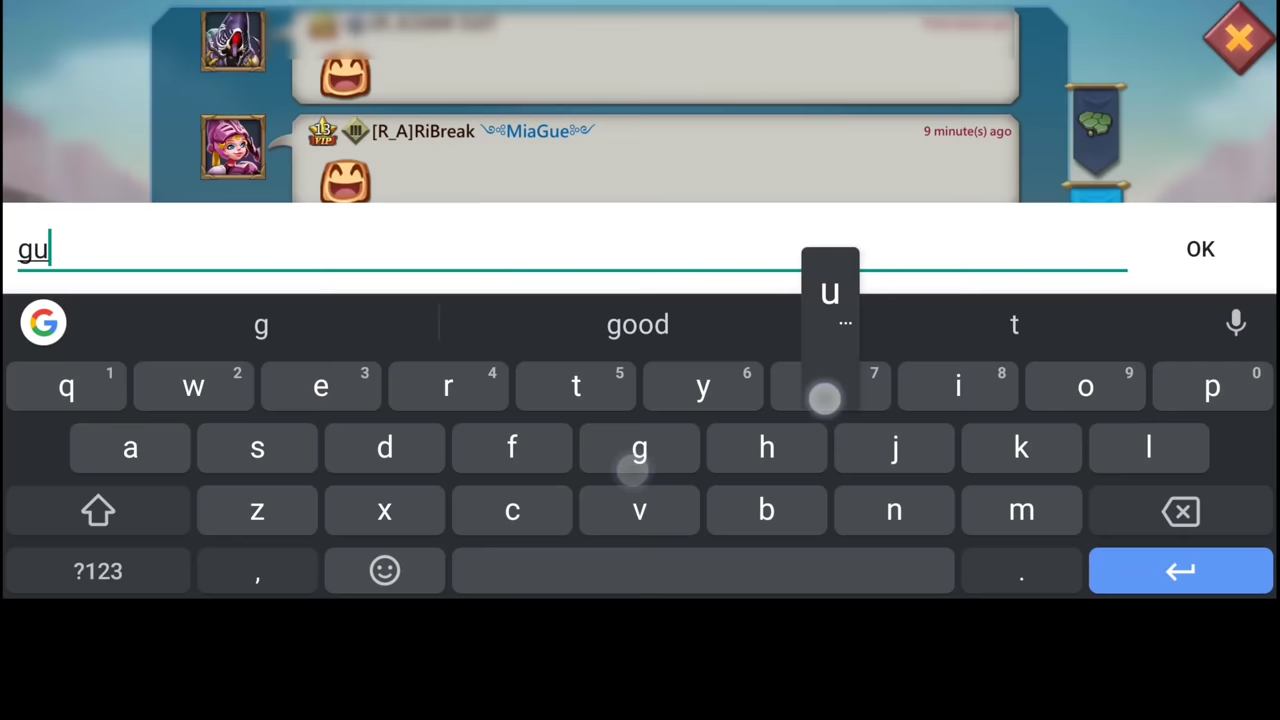 13 VIP III [R_A]RiBreak ༺MiaGue༻ 9 minute(s) ago
gu
OK
u
...
G g good t
q 1 w 2 e 3 r 4 t 5 y 6 7 i 8 o 9 p 0
a s d f g h j k l
z x c v b n m
?123 , .